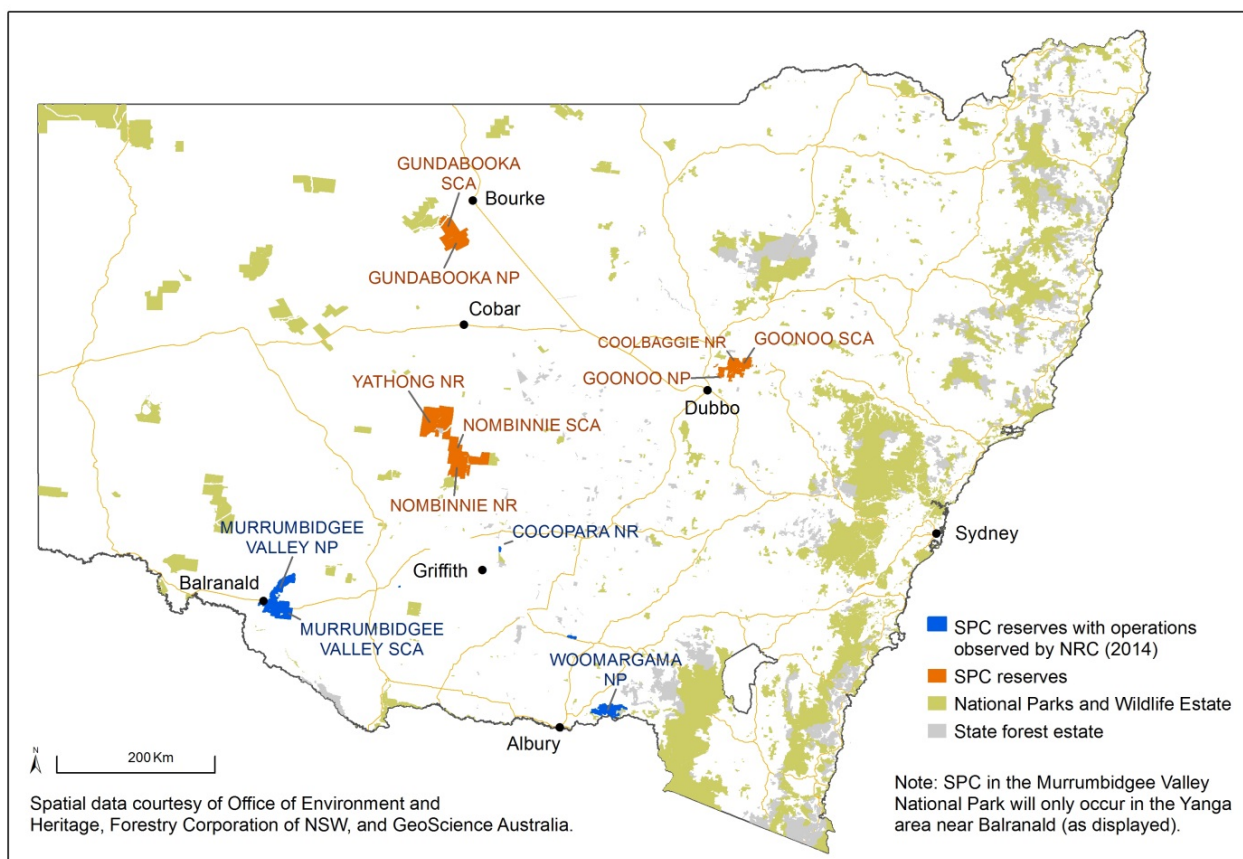 GUNDABOOKA
SCA
Bourke
GUNDABOOKA NP
Cobar
COOLBAGGIE NR
GOONOO SCA
GOONOO NP
Dubbo
YATHONG NR
NOMBINNIE SCA
NOMBINNIE NR
MURRUMBIDGEE
VALLEY NP
COCOPARA NR
Sydney
Griffith
Balranald
MURRUMBIDGEE
VALLEY SCA
WOOMARGAMA
NP
Albury
SPC reserves with operations
observed by NRC (2014)
SPC reserves
National Parks and Wildlife Estate
State forest estate
N
200 Km
Spatial data courtesy of Office of Environment and
Heritage, Forestry Corporation of NSW, and GeoScience Australia.
Note: SPC in the Murrumbidgee Valley
National Park will only occur in the Yanga
area near Balranald (as displayed).